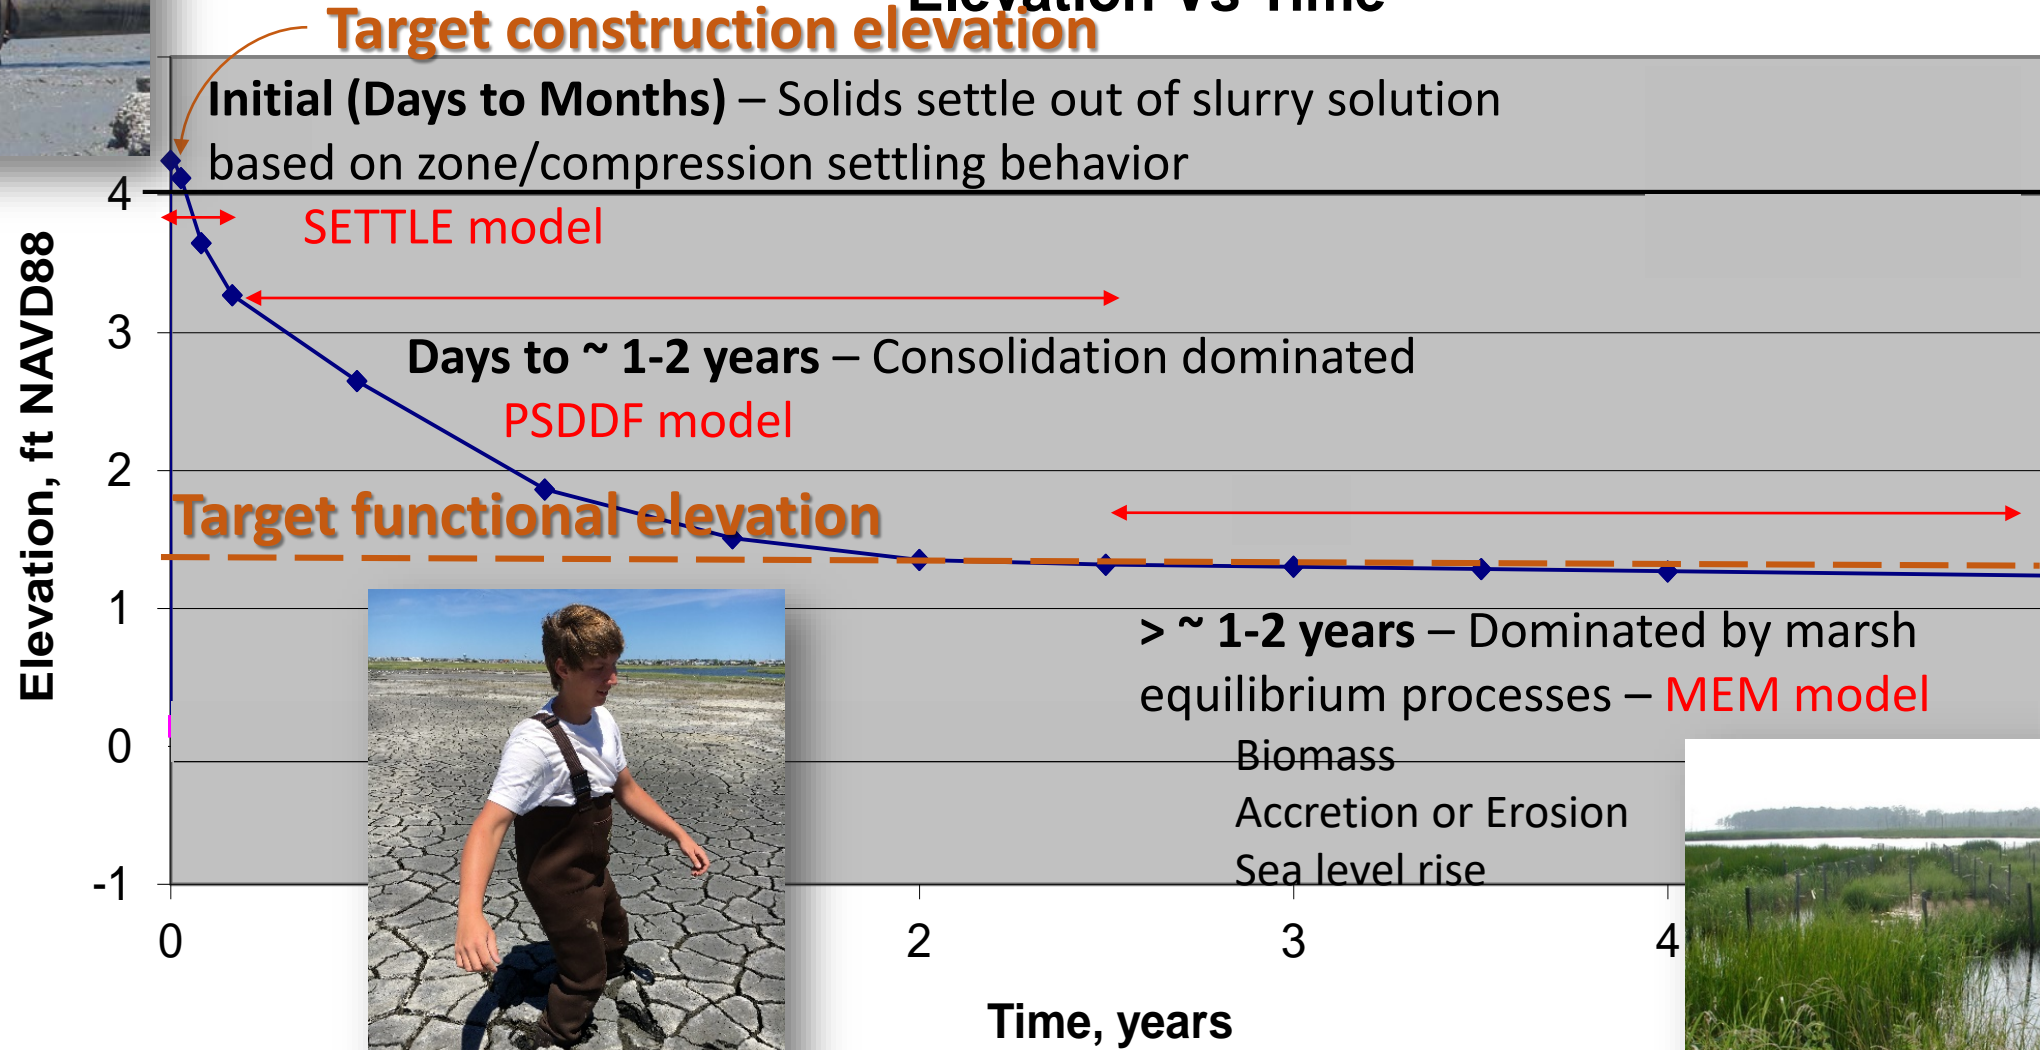 Elevation Vs Time
Target construction elevation
Initial (Days to Months) – Solids settle out of slurry solution
based on zone/compression settling behavior
4
SETTLE model
3
Days to ~ 1-2 years – Consolidation dominated
PSDDF model
2
Target functional elevation
1
> ~ 1-2 years – Dominated by marsh
equilibrium processes – MEM model
0
Biomass
Accretion or Erosion
Sea level rise
-1
Elevation, ft NAVD88
0
2
3
4
Time, years